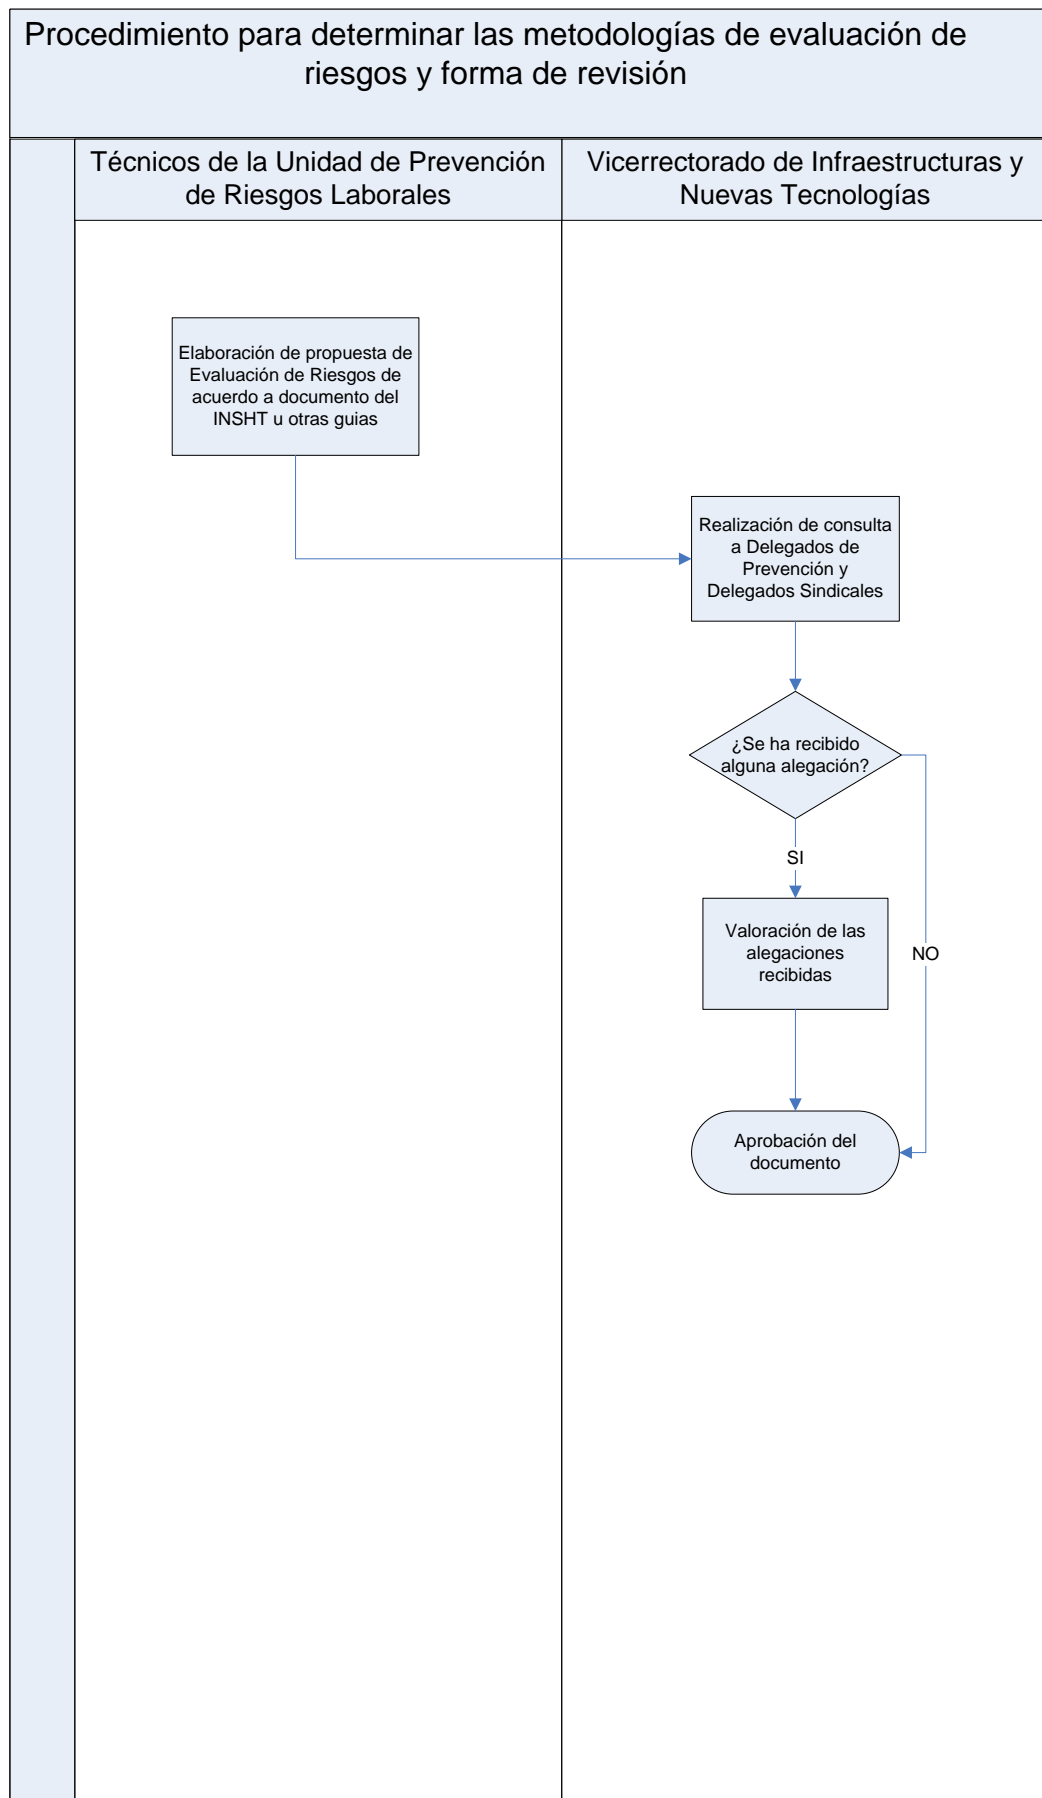 Procedimiento para determinar las metodologías de evaluación de
riesgos y forma de revisión
Técnicos de la Unidad de Prevención
de Riesgos Laborales
Vicerrectorado de Infraestructuras y
Nuevas Tecnologías
Elaboración de propuesta de
Evaluación de Riesgos de
acuerdo a documento del
INSHT u otras guias
Realización de consulta
a Delegados de
Prevención y
Delegados Sindicales
¿Se ha recibido
alguna alegación?
SI
Valoración de las
alegaciones
recibidas
NO
Aprobación del
documento